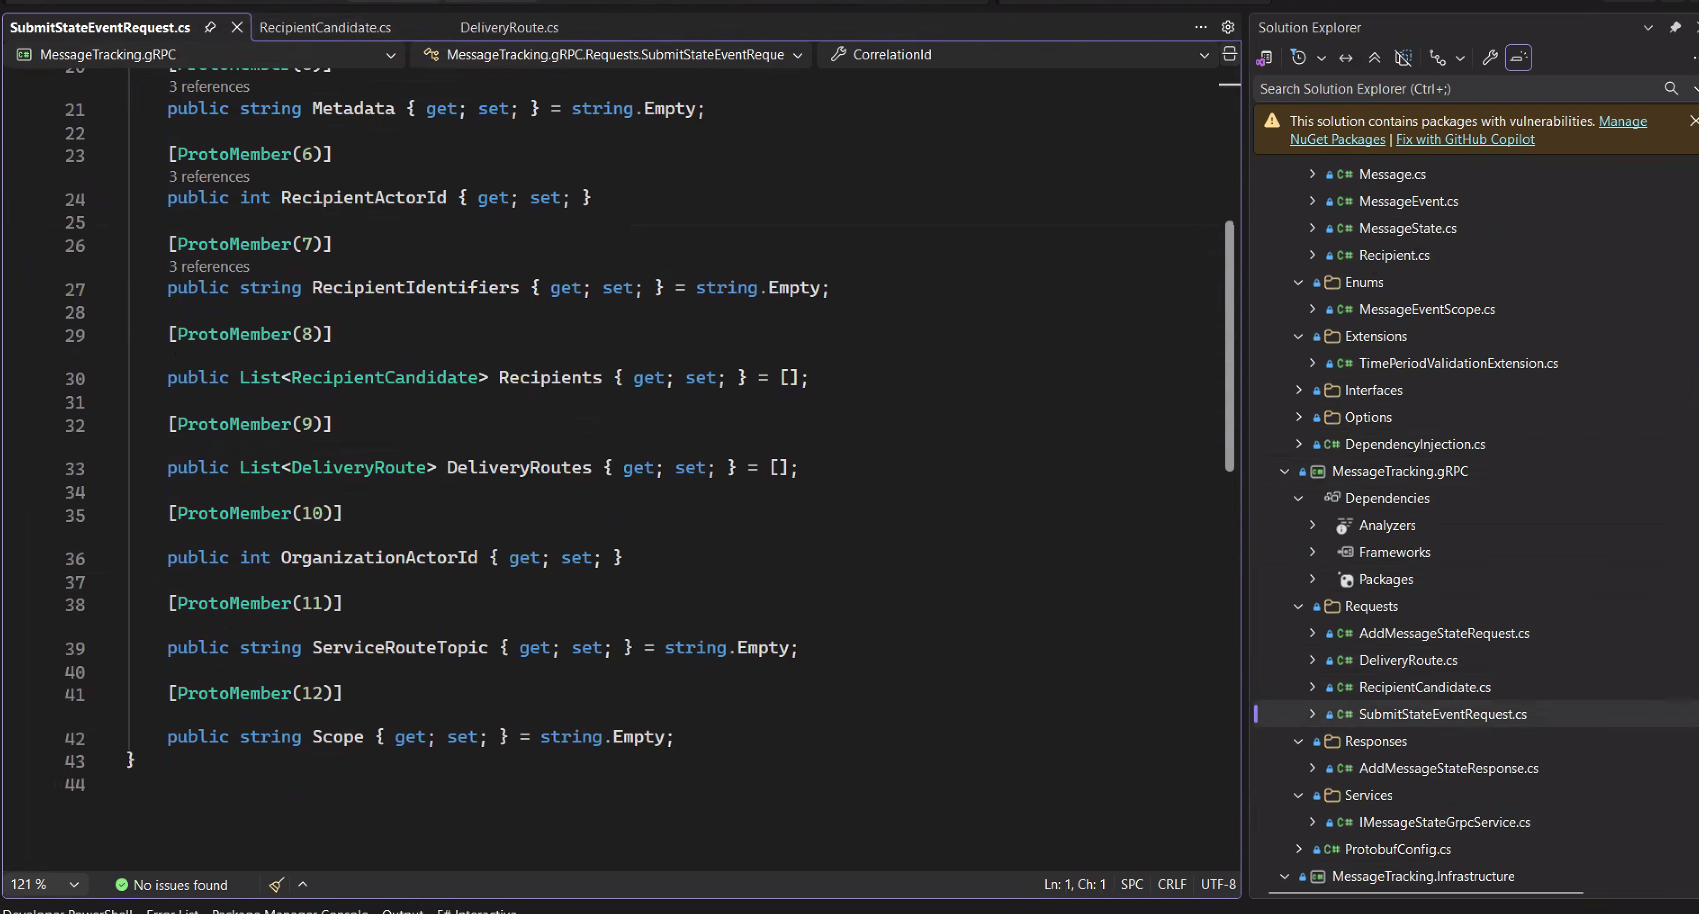 SubmitStateEventRequest.cs
RecipientCandidate.cs
DeliveryRoute.cs
MessageTracking.gRPC
MessageTracking.gRPC.Requests.SubmitStateEventReque
CorrelationId
3 references
21 public string Metadata { get; set; } = string.Empty;
22
23 [ProtoMember(6)]
3 references
24 public int RecipientActorId { get; set; }
25
26 [ProtoMember(7)]
3 references
27 public string RecipientIdentifiers { get; set; } = string.Empty;
28
29 [ProtoMember(8)]
30 public List<RecipientCandidate> Recipients { get; set; } = [];
31
32 [ProtoMember(9)]
33 public List<DeliveryRoute> DeliveryRoutes { get; set; } = [];
34
35 [ProtoMember(10)]
36 public int OrganizationActorId { get; set; }
37
38 [ProtoMember(11)]
39 public string ServiceRouteTopic { get; set; } = string.Empty;
40
41 [ProtoMember(12)]
42 public string Scope { get; set; } = string.Empty;
43 }
44
121 %
No issues found
Ln: 1, Ch: 1
SPC
CRLF
UTF-8
Solution Explorer
Search Solution Explorer (Ctrl+;)
This solution contains packages with vulnerabilities. Manage
NuGet Packages | Fix with GitHub Copilot
C# Message.cs
C# MessageEvent.cs
C# MessageState.cs
C# Recipient.cs
Enums
C# MessageEventScope.cs
Extensions
C# TimePeriodValidationExtension.cs
Interfaces
Options
C# DependencyInjection.cs
MessageTracking.gRPC
Dependencies
Analyzers
Frameworks
Packages
Requests
C# AddMessageStateRequest.cs
C# DeliveryRoute.cs
C# RecipientCandidate.cs
C# SubmitStateEventRequest.cs
Responses
C# AddMessageStateResponse.cs
Services
C# IMessageStateGrpcService.cs
C# ProtobufConfig.cs
MessageTracking.Infrastructure